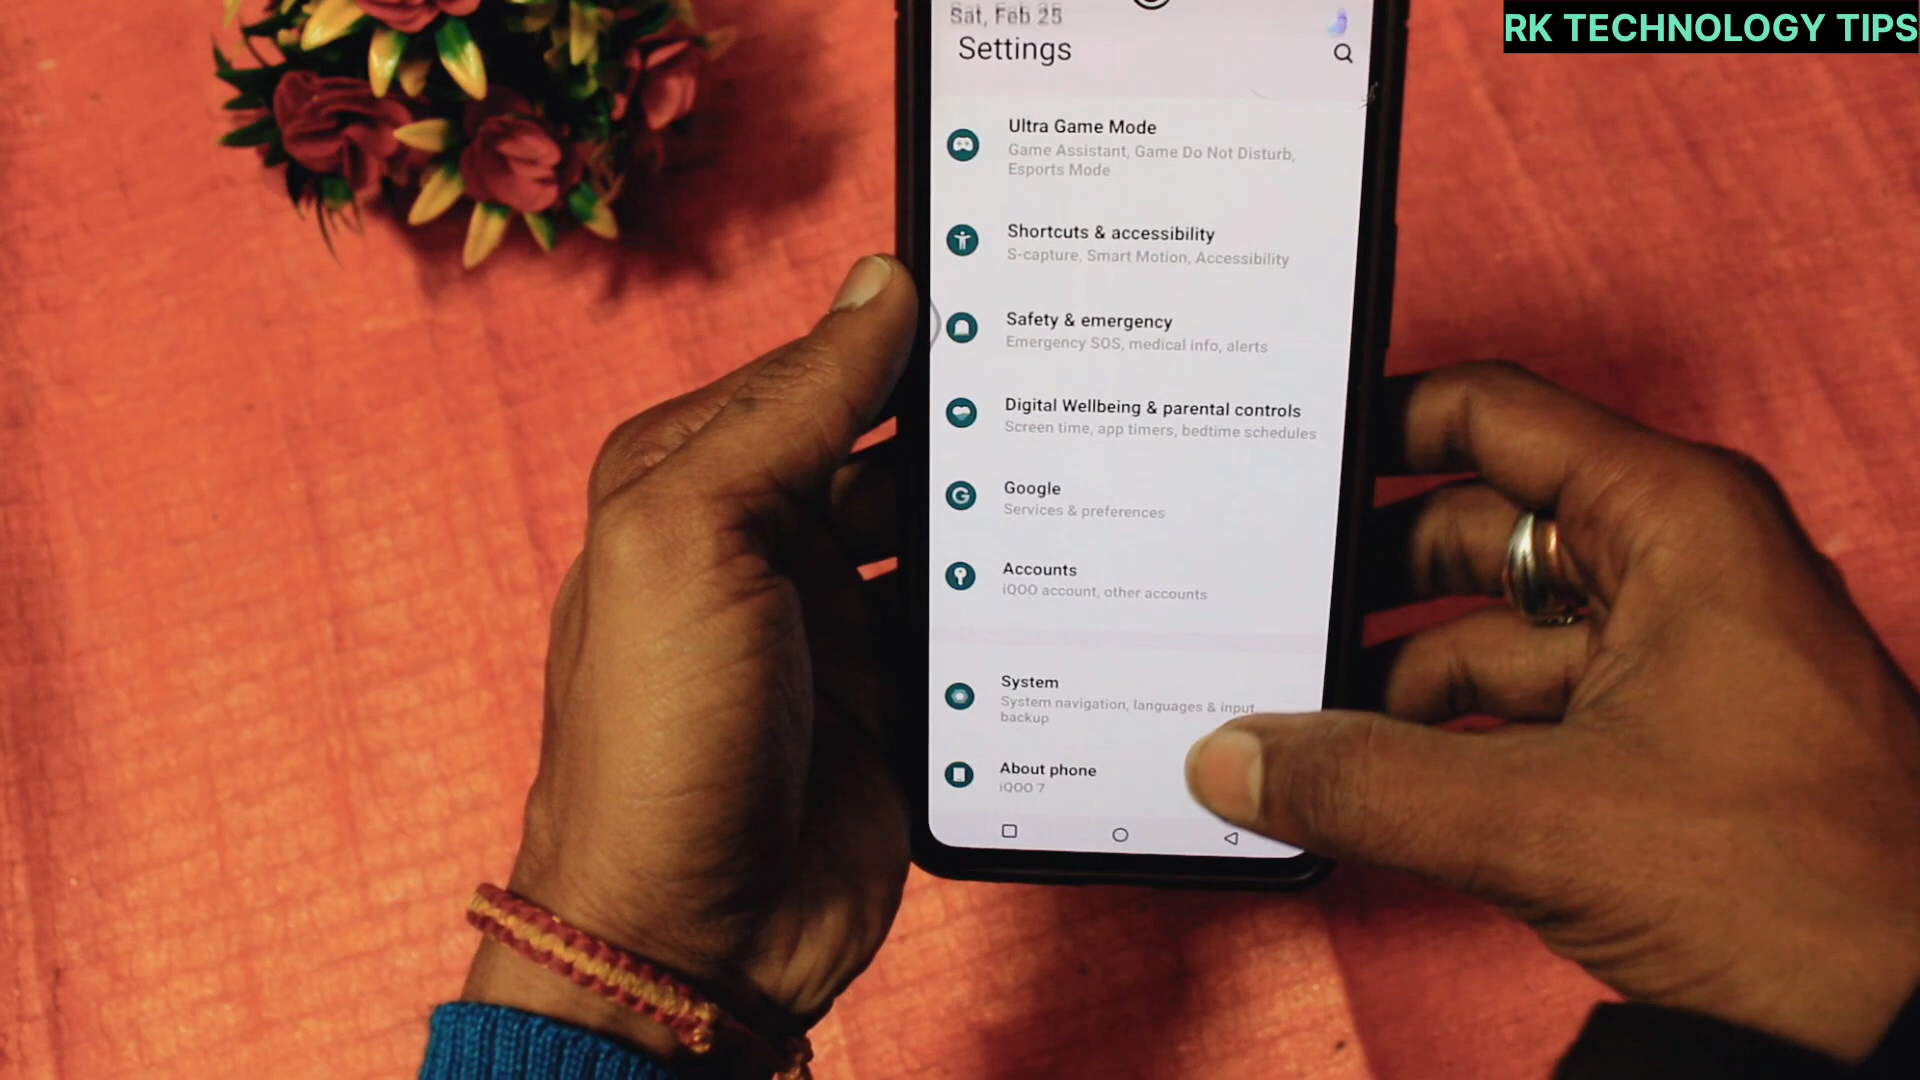 RK TECHNOLOGY TIPS
Sat, Feb 25
Settings
Ultra Game Mode
Game Assistant, Game Do Not Disturb,
Esports Mode
Shortcuts & accessibility
S-capture, Smart Motion, Accessibility
Safety & emergency
Emergency SOS, medical info, alerts
Digital Wellbeing & parental controls
Screen time, app timers, bedtime schedules
Google
Services & preferences
Accounts
iQOO account, other accounts
System
System navigation, languages & input,
backup
About phone
iQOO 7